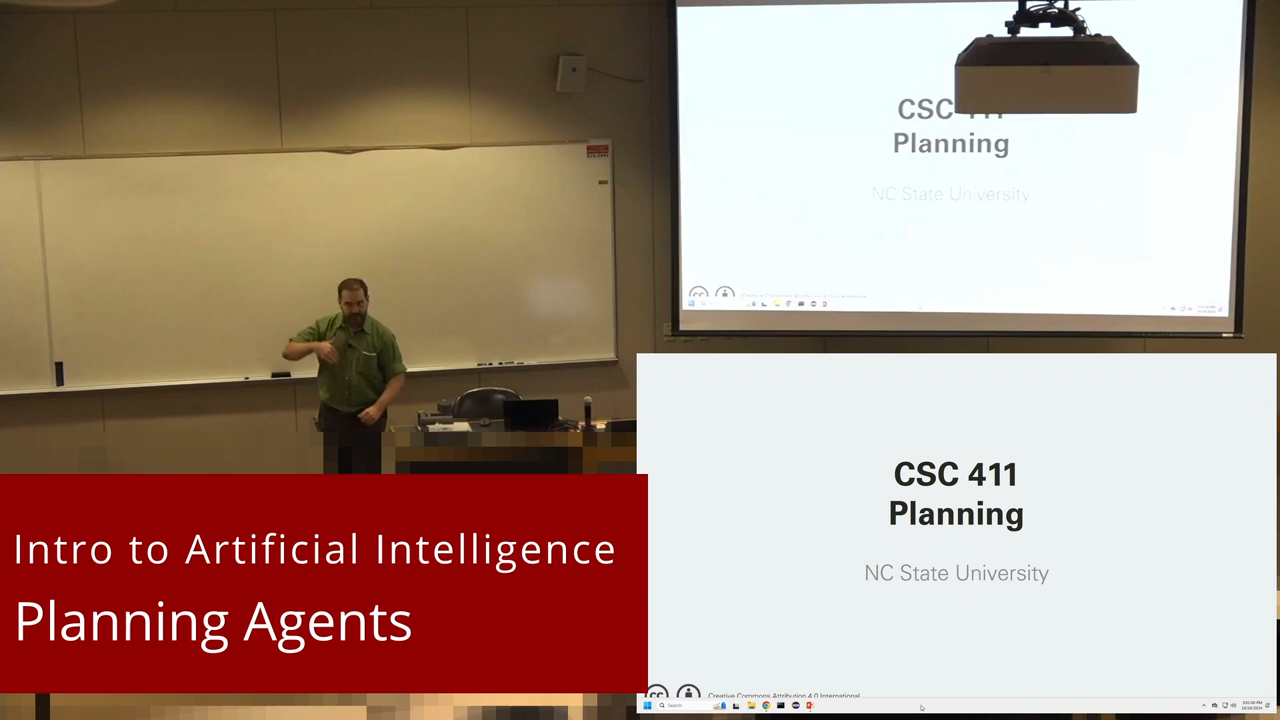 CSC 411
Planning
NC State University
Intro to Artificial Intelligence
Planning Agents
CSC 411
Planning
NC State University
Creative Commons Attribution 4.0 International
Search